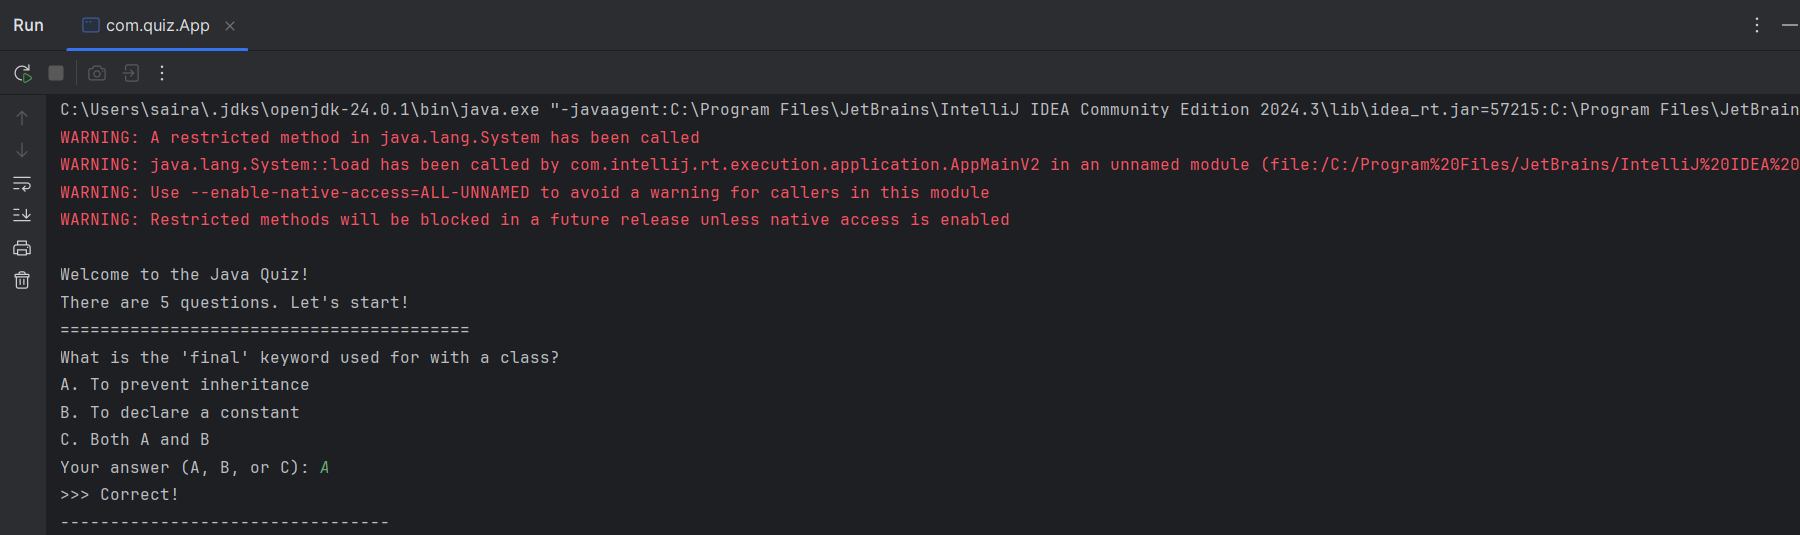 Run
com.quiz.App
C:\Users\saira\.jdks\openjdk-24.0.1\bin\java.exe "-javaagent:C:\Program Files\JetBrains\IntelliJ IDEA Community Edition 2024.3\lib\idea_rt.jar=57215:C:\Program Files\JetBrain
WARNING: A restricted method in java.lang.System has been called
WARNING: java.lang.System::load has been called by com.intellij.rt.execution.application.AppMainV2 in an unnamed module (file:/C:/Program%20Files/JetBrains/IntelliJ%20IDEA%20
WARNING: Use --enable-native-access=ALL-UNNAMED to avoid a warning for callers in this module
WARNING: Restricted methods will be blocked in a future release unless native access is enabled
Welcome to the Java Quiz!
There are 5 questions. Let's start!
=========================================
What is the 'final' keyword used for with a class?
A. To prevent inheritance
B. To declare a constant
C. Both A and B
Your answer (A, B, or C): A
>>> Correct!
---------------------------------